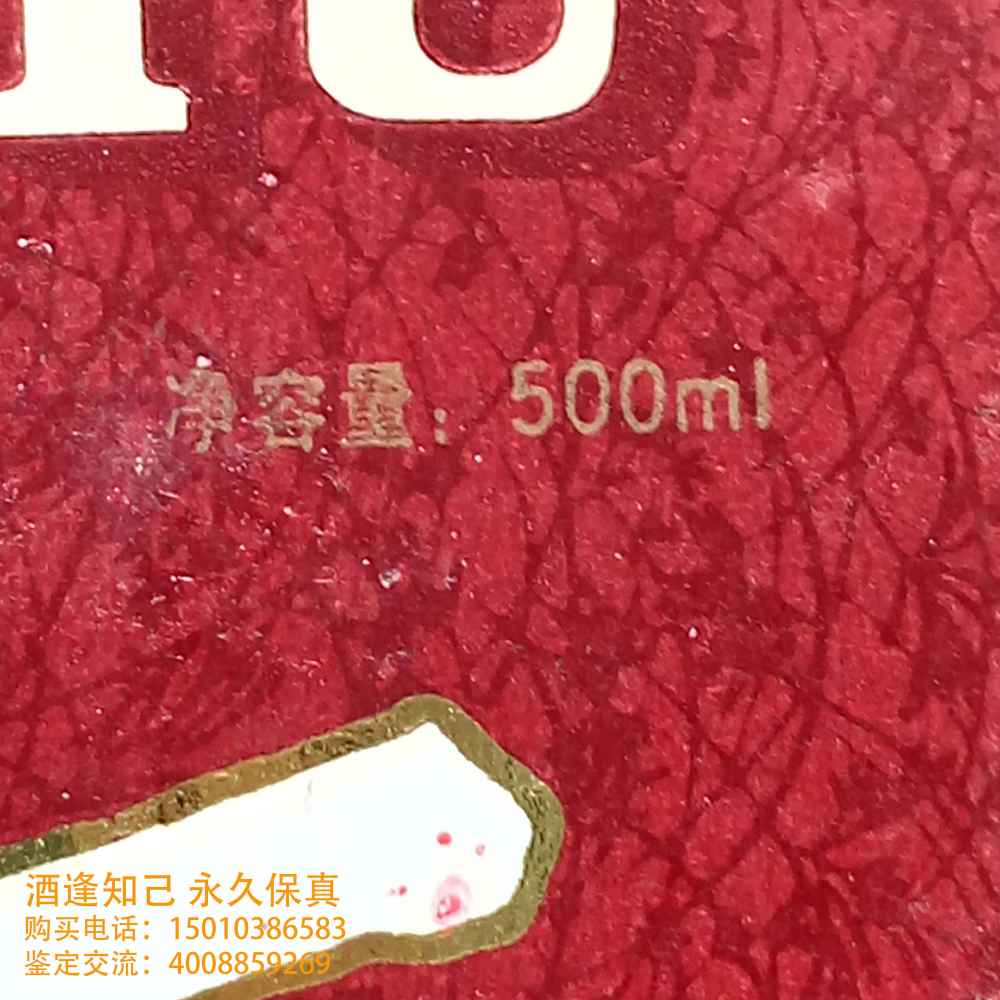 净容量：500ml
酒逢知己 永久保真
购买电话：15010386583
鉴定交流：4008859269